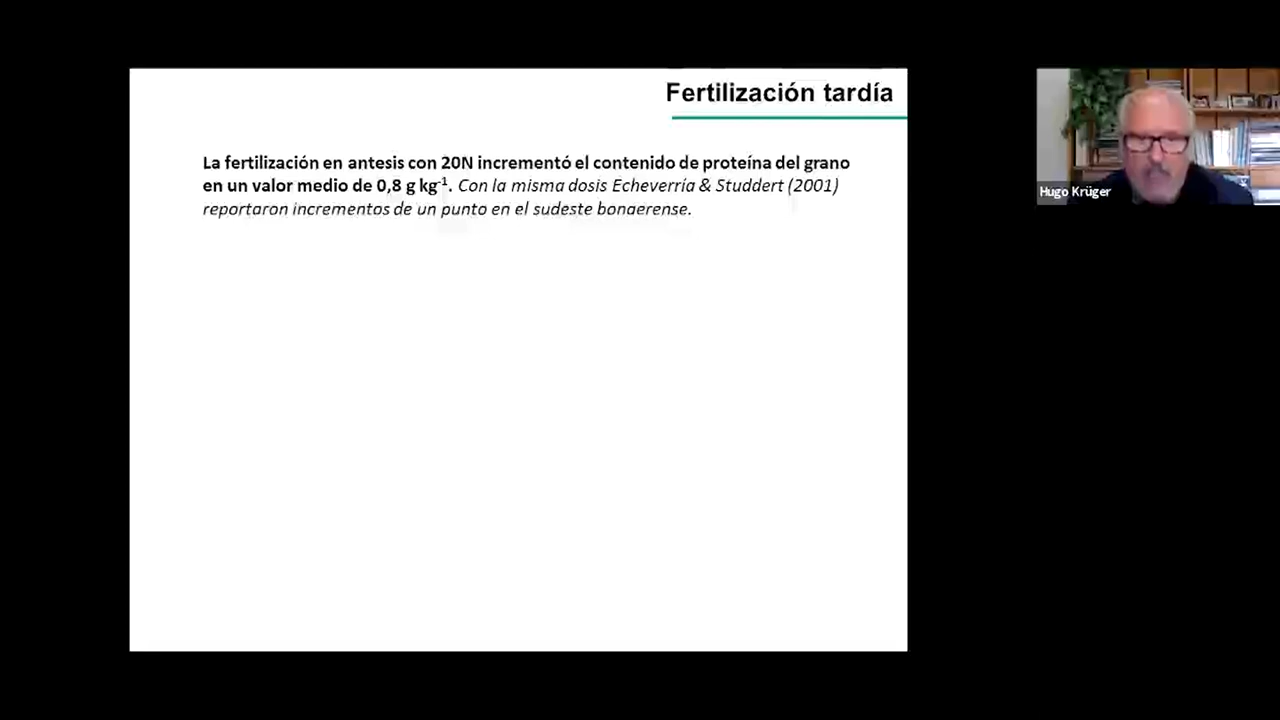 Fertilización tardía
La fertilización en antesis con 20N incrementó el contenido de proteína del grano
en un valor medio de 0,8 g kg⁻¹. Con la misma dosis Echeverría & Studdert (2001)
reportaron incrementos de un punto en el sudeste bonaerense.
Hugo Krüger